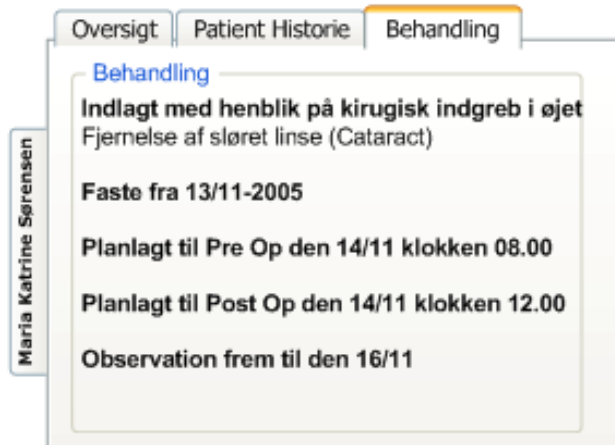 Oversigt
Patient Historie
Behandling
Behandling
Indlagt med henblik på kirugisk indgreb i øjet
Fjernelse af sløret linse (Cataract)
Faste fra 13/11-2005
Planlagt til Pre Op den 14/11 klokken 08.00
Planlagt til Post Op den 14/11 klokken 12.00
Observation frem til den 16/11
Maria Katrine Sørensen